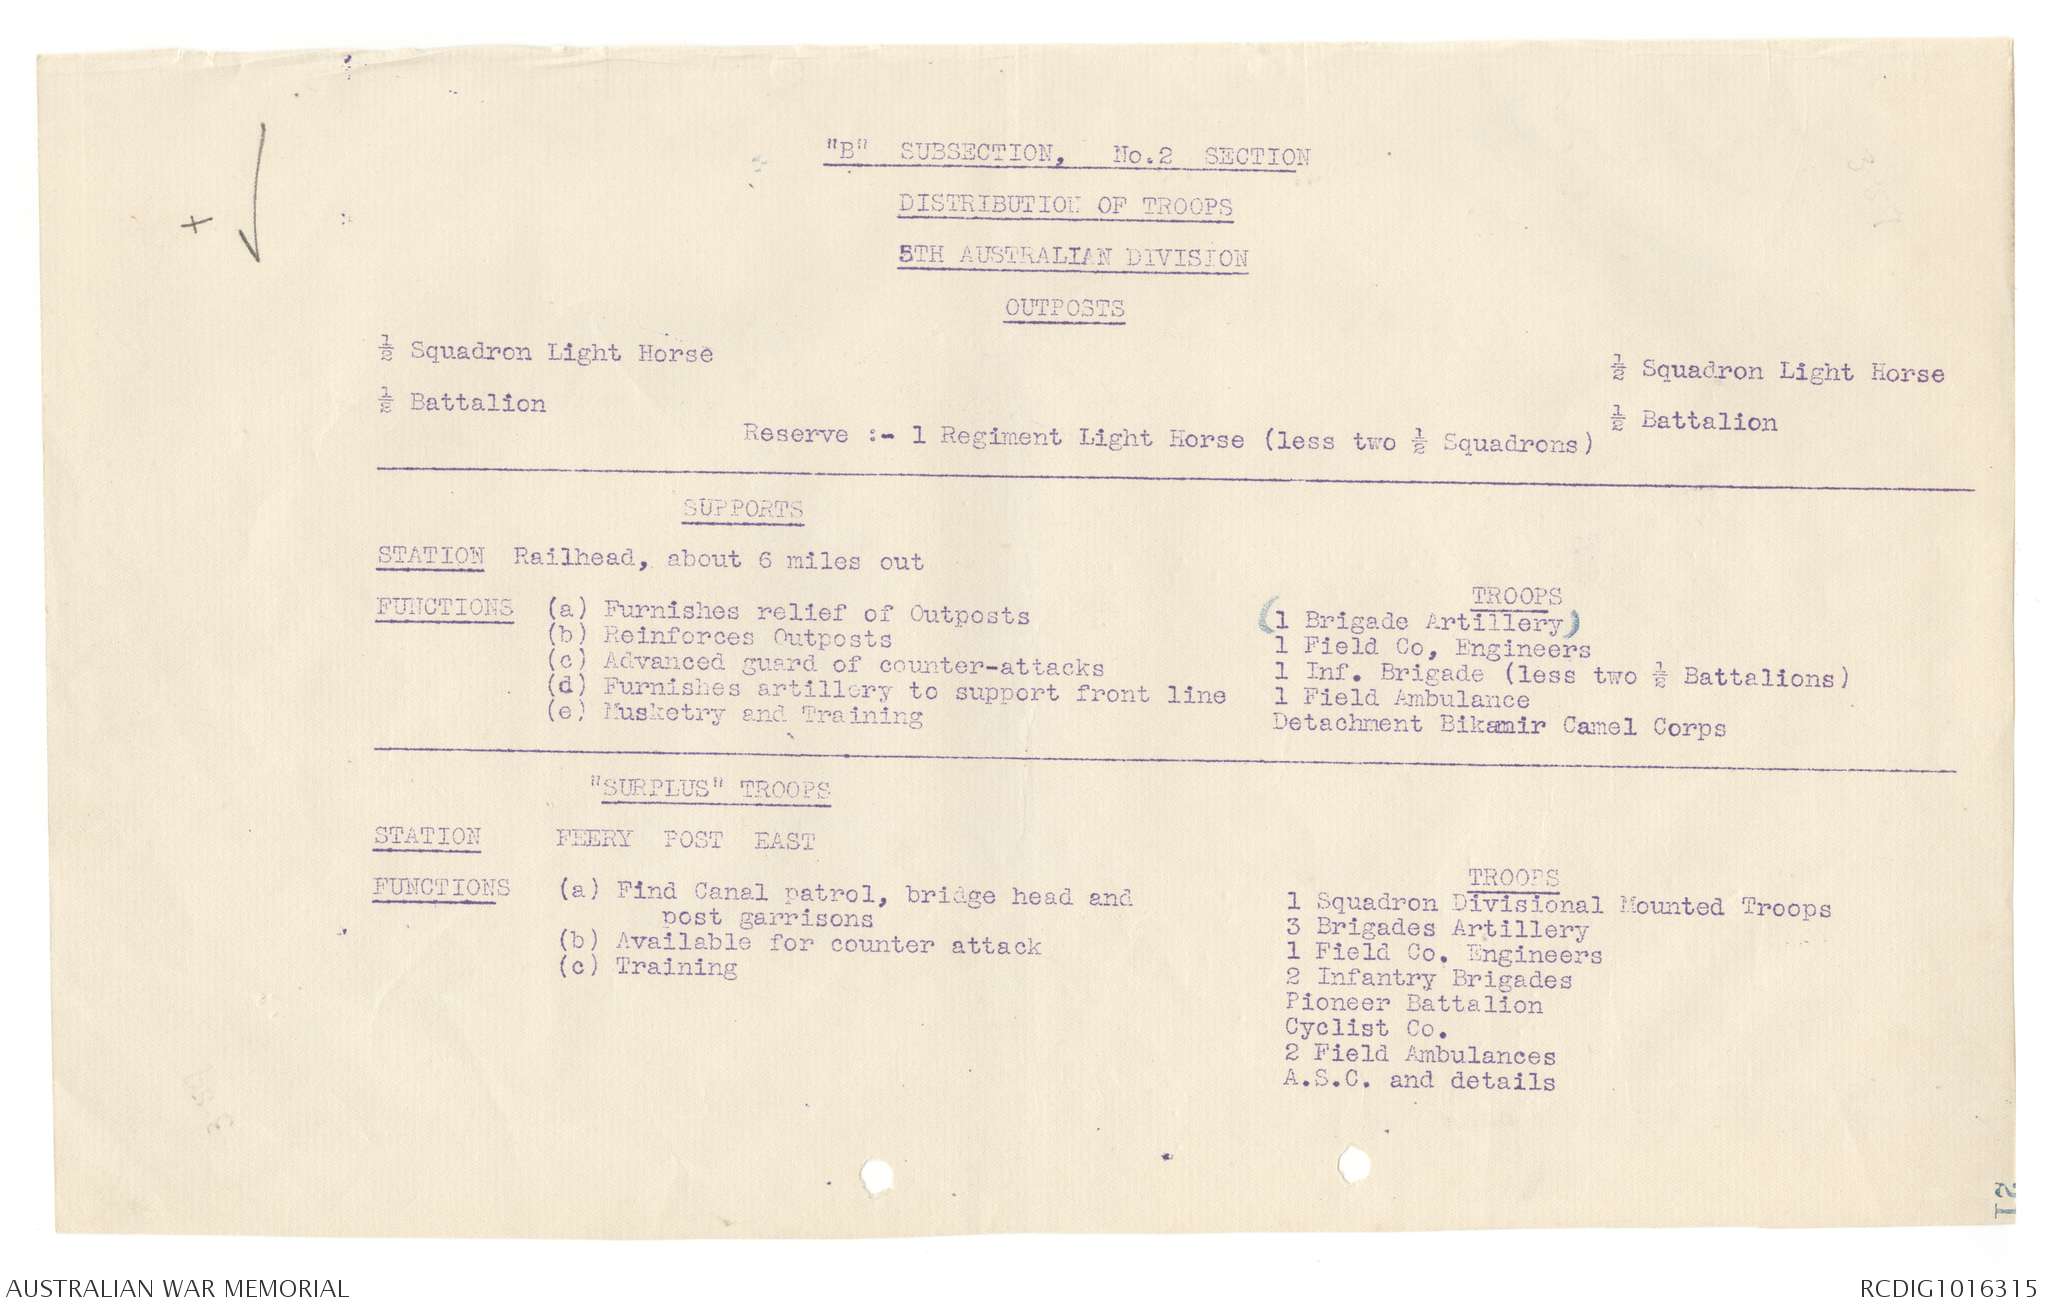 "B" SUBSECTION, No.2 SECTION
DISTRIBUTION OF TROOPS
5TH AUSTRALIAN DIVISION
OUTPOSTS
½ Squadron Light Horse
½ Battalion
½ Squadron Light Horse
½ Battalion
Reserve :- 1 Regiment Light Horse (less two ½ Squadrons)
SUPPORTS
STATION Railhead, about 6 miles out
FUNCTIONS (a) Furnishes relief of Outposts
(b) Reinforces Outposts
(c) Advanced guard of counter-attacks
(d) Furnishes artillery to support front line
(e) Musketry and Training
TROOPS
(1 Brigade Artillery)
1 Field Co, Engineers
1 Inf. Brigade (less two ½ Battalions)
1 Field Ambulance
Detachment Bikamir Camel Corps
"SURPLUS" TROOPS
STATION FEERY POST EAST
FUNCTIONS (a) Find Canal patrol, bridge head and
post garrisons
(b) Available for counter attack
(c) Training
TROOPS
1 Squadron Divisional Mounted Troops
3 Brigades Artillery
1 Field Co. Engineers
2 Infantry Brigades
Pioneer Battalion
Cyclist Co.
2 Field Ambulances
A.S.C. and details
AUSTRALIAN WAR MEMORIAL
RCDIG1016315